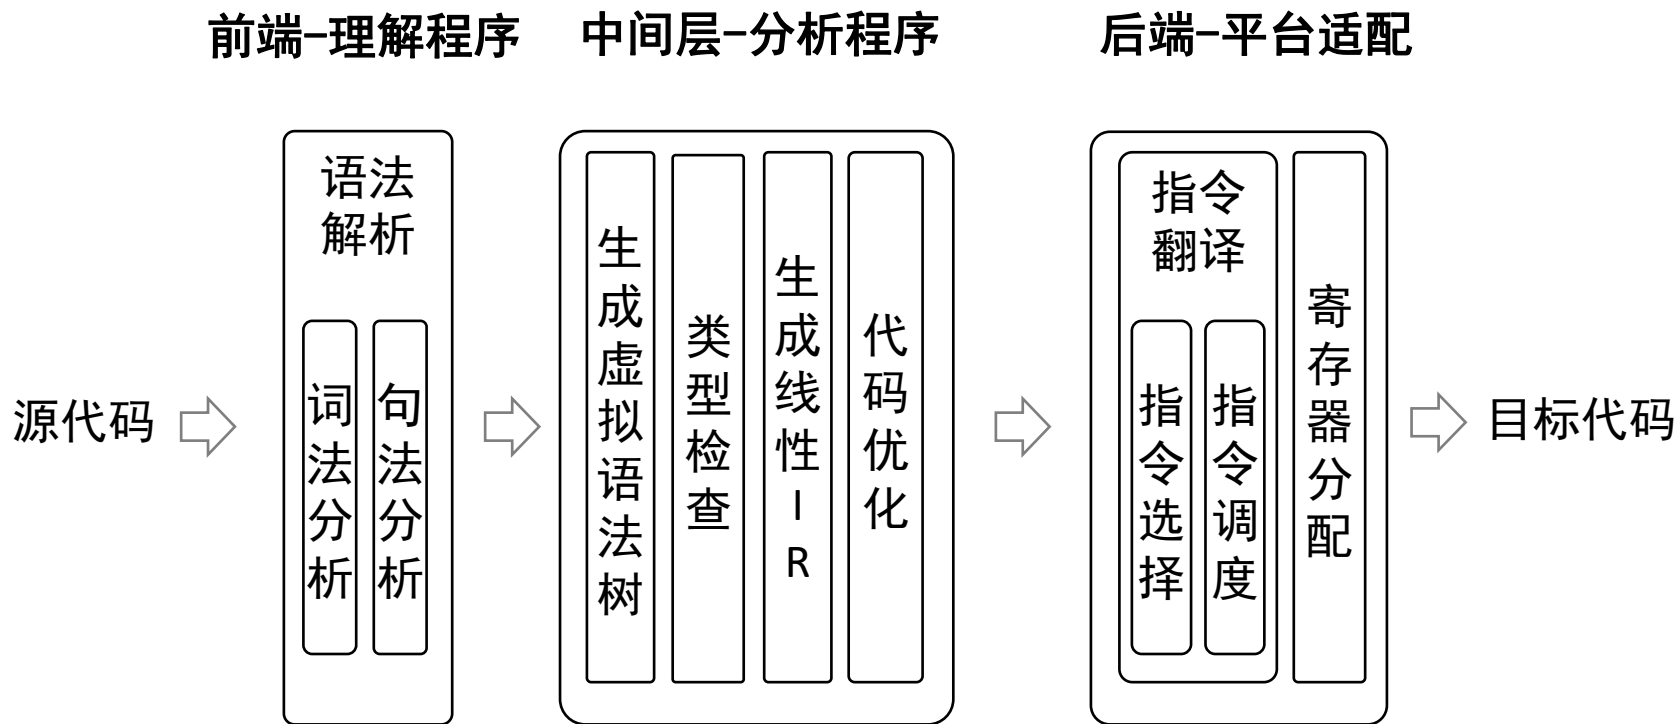 前端-理解程序
中间层-分析程序
后端-平台适配
源代码
语法
解析
词法分析
句法分析
生成虚拟语法树
类型检查
生成线性IR
代码优化
指令
翻译
指令选择
指令调度
寄存器分配
目标代码